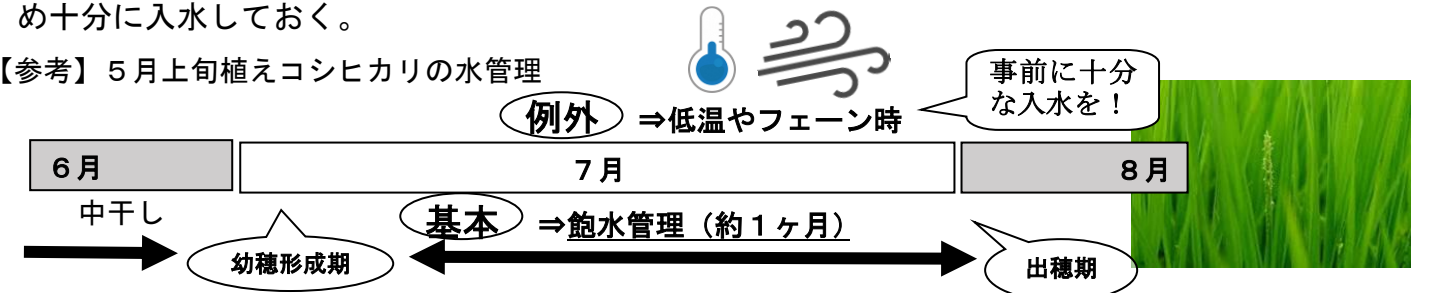 め十分に入水しておく。
【参考】５月上旬植えコシヒカリの水管理
事前に十分
な入水を！
例外 ⇒低温やフェーン時
６月
７月
８月
中干し
基本 ⇒飽水管理（約１ヶ月）
幼穂形成期
出穂期